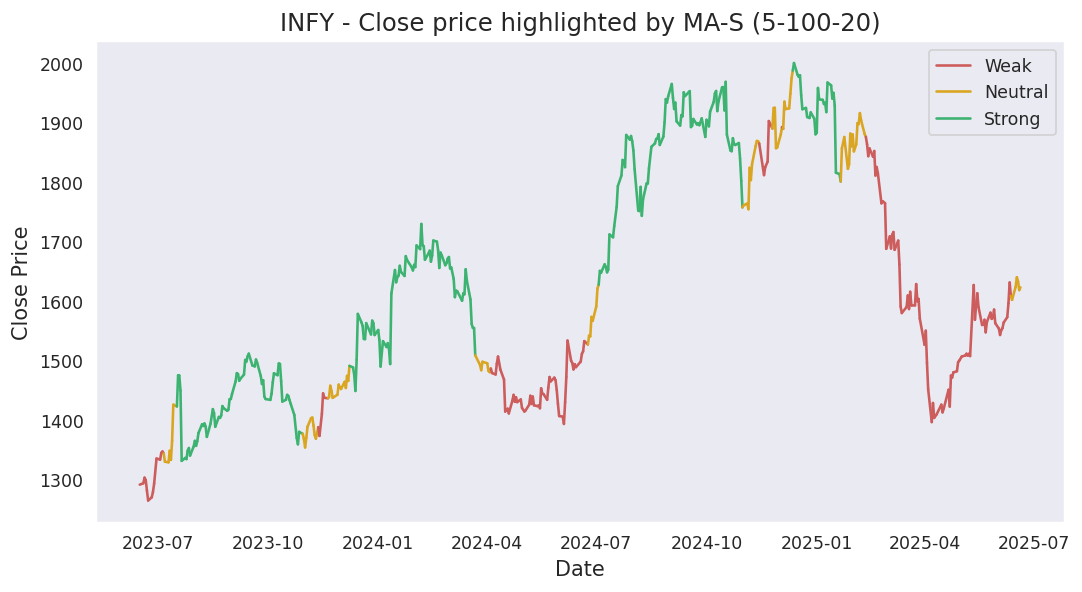 INFY - Close price highlighted by MA-S (5-100-20)
Weak
Neutral
Strong
Close Price
2000
1900
1800
1700
1600
1500
1400
1300
2023-07 2023-10 2024-01 2024-04 2024-07 2024-10 2025-01 2025-04 2025-07
Date